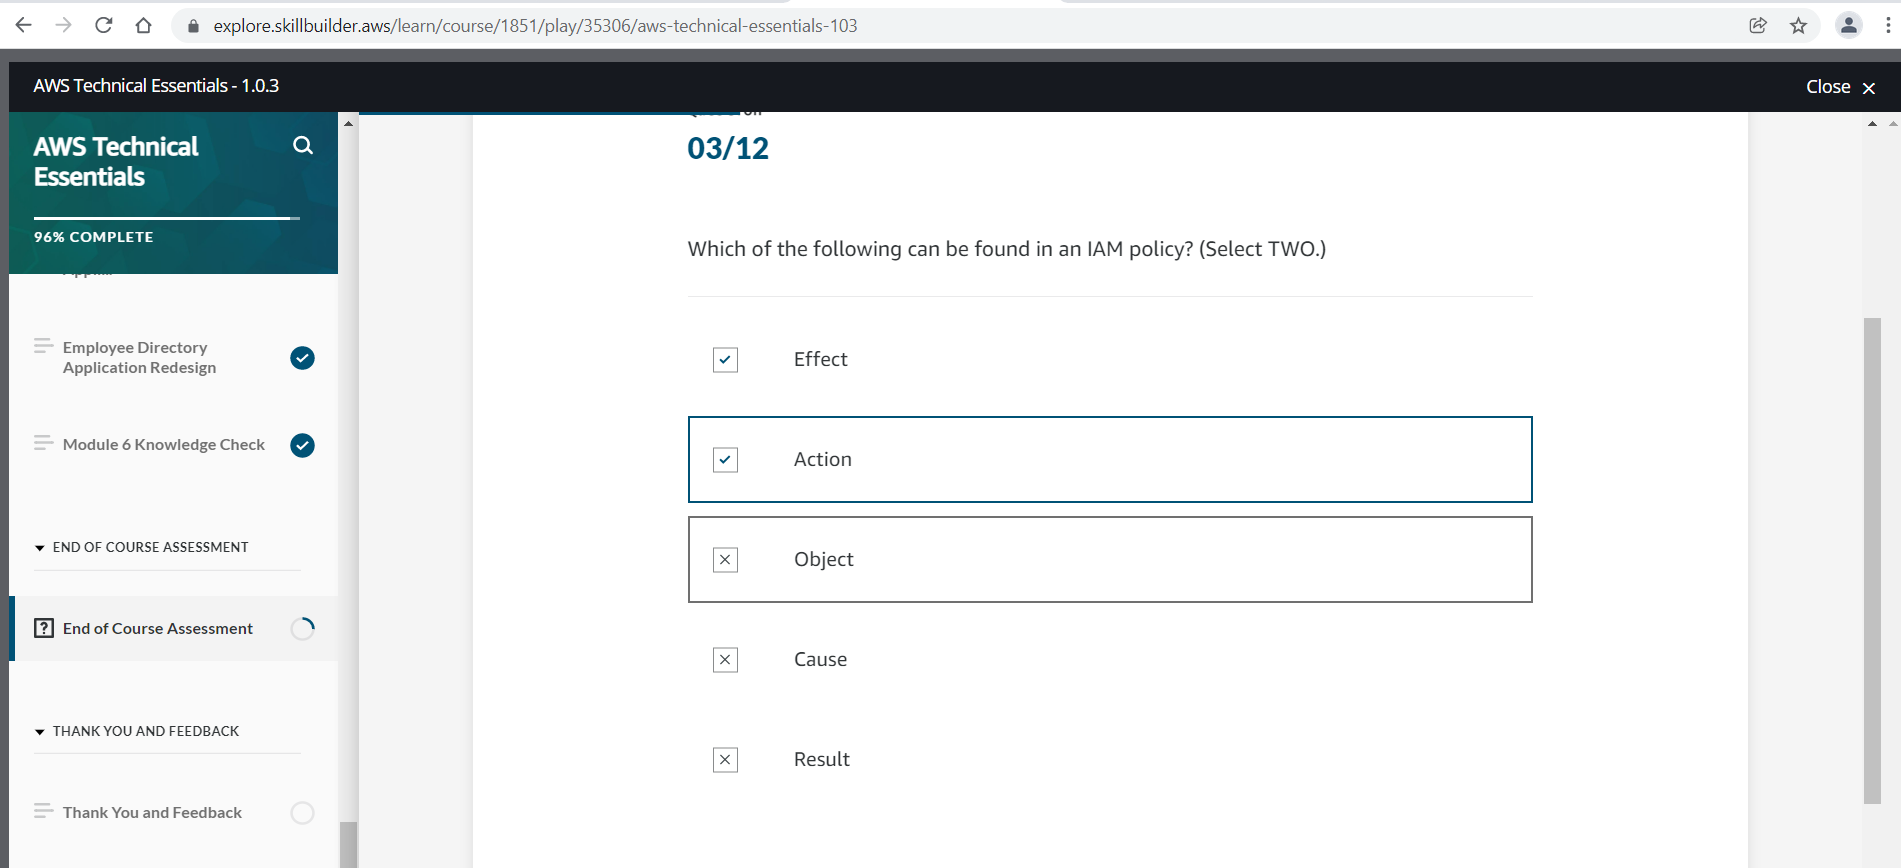 explore.skillbuilder.aws/learn/course/1851/play/35306/aws-technical-essentials-103
AWS Technical Essentials - 1.0.3
Close
AWS Technical
Essentials
96% COMPLETE
Employee Directory
Application Redesign
Module 6 Knowledge Check
END OF COURSE ASSESSMENT
End of Course Assessment
THANK YOU AND FEEDBACK
Thank You and Feedback
03/12
Which of the following can be found in an IAM policy? (Select TWO.)
Effect
Action
Object
Cause
Result